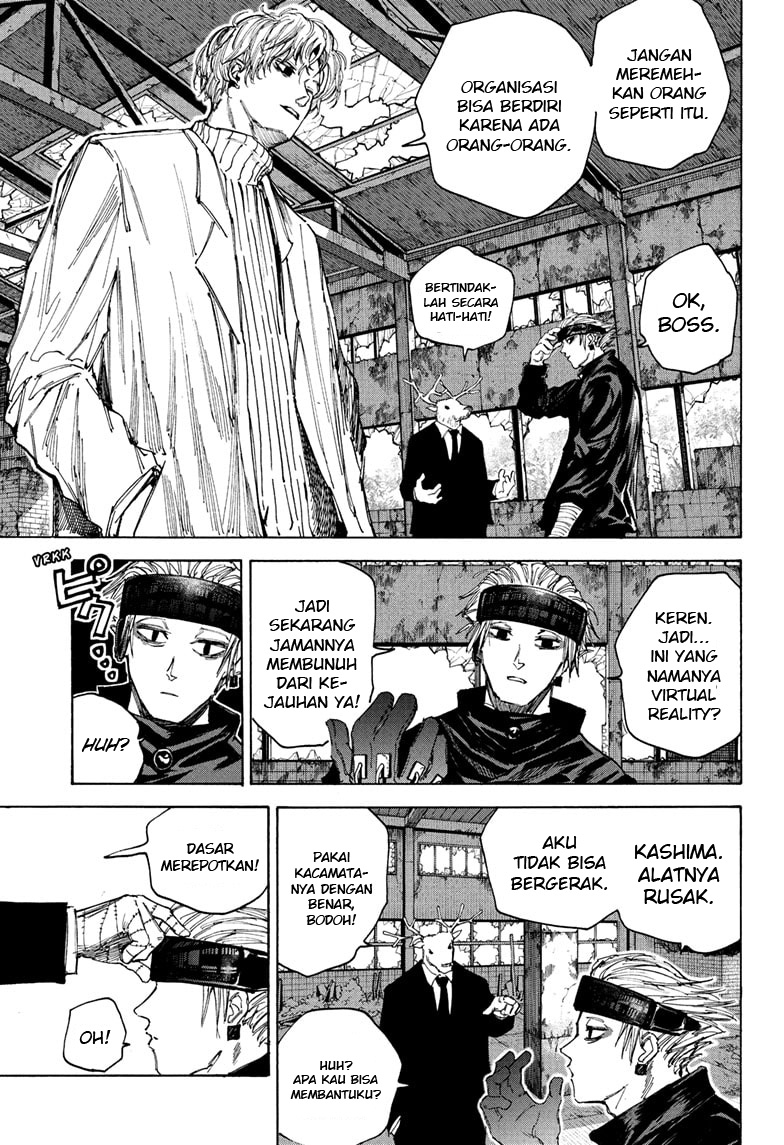 JANGAN
MEREMEH-
KAN ORANG
SEPERTI ITU.
ORGANISASI
BISA BERDIRI
KARENA ADA
ORANG-ORANG.
OK,
BOSS.
BERTINDAK-
LAH SECARA
HATI-HATI!
KEREN.
JADI...
INI YANG
NAMANYA
VIRTUAL
REALITY?
JADI
SEKARANG
JAMANNYA
MEMBUNUH
DARI KE-
JAUHAN YA!
VRKK
ピク
HUH?
KASHIMA.
ALATNYA
RUSAK.
AKU
TIDAK BISA
BERGERAK.
PAKAI
KACAMATA-
NYA DENGAN
BENAR,
BODOH!
HUH?
APA KAU BISA
MEMBANTUKU?
DASAR
MEREPOTKAN!
OH!